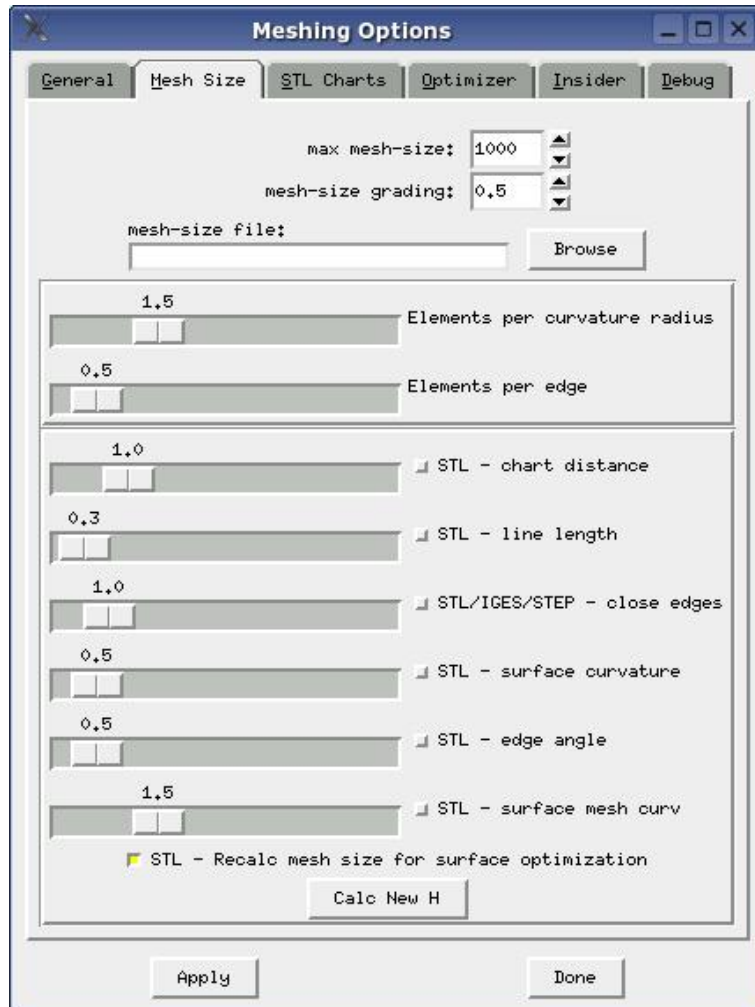 Meshing Options
General Mesh Size STL Charts Optimizer Insider Debug
max mesh-size: 1000
mesh-size grading: 0.5
mesh-size file:
Browse
1.5
Elements per curvature radius
0.5
Elements per edge
1.0
STL - chart distance
0.3
STL - line length
1.0
STL/IGES/STEP - close edges
0.5
STL - surface curvature
0.5
STL - edge angle
1.5
STL - surface mesh curv
STL - Recalc mesh size for surface optimization
Calc New H
Apply Done